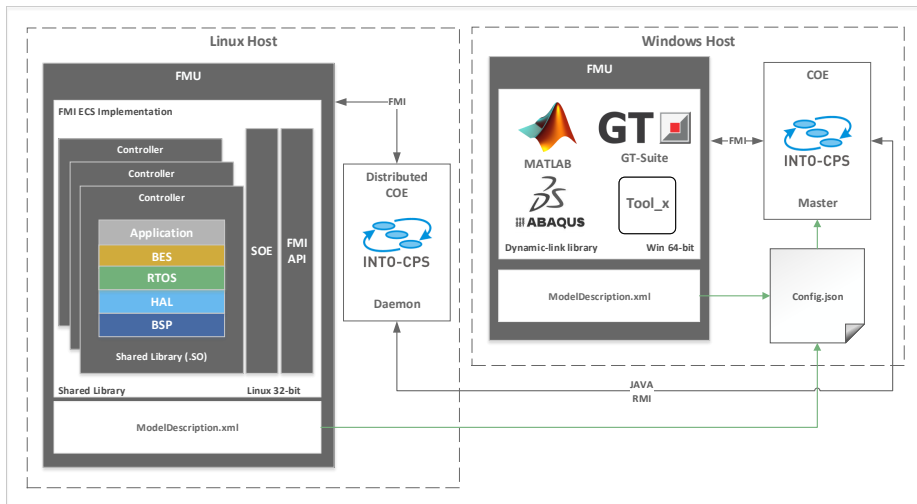 Linux Host
FMU
FMI ECS Implementation
Controller
Controller
Controller
Application
BES
RTOS
HAL
BSP
Shared Library (.SO)
SOE
FMI
API
Shared Library
Linux 32-bit
ModelDescription.xml
FMI
Distributed
COE
INTO-CPS
Daemon
Windows Host
FMU
MATLAB
GT
GT-Suite
ABAQUS
Tool_x
Dynamic-link library
Win 64-bit
ModelDescription.xml
FMI
COE
INTO-CPS
Master
Config.json
JAVA
RMI